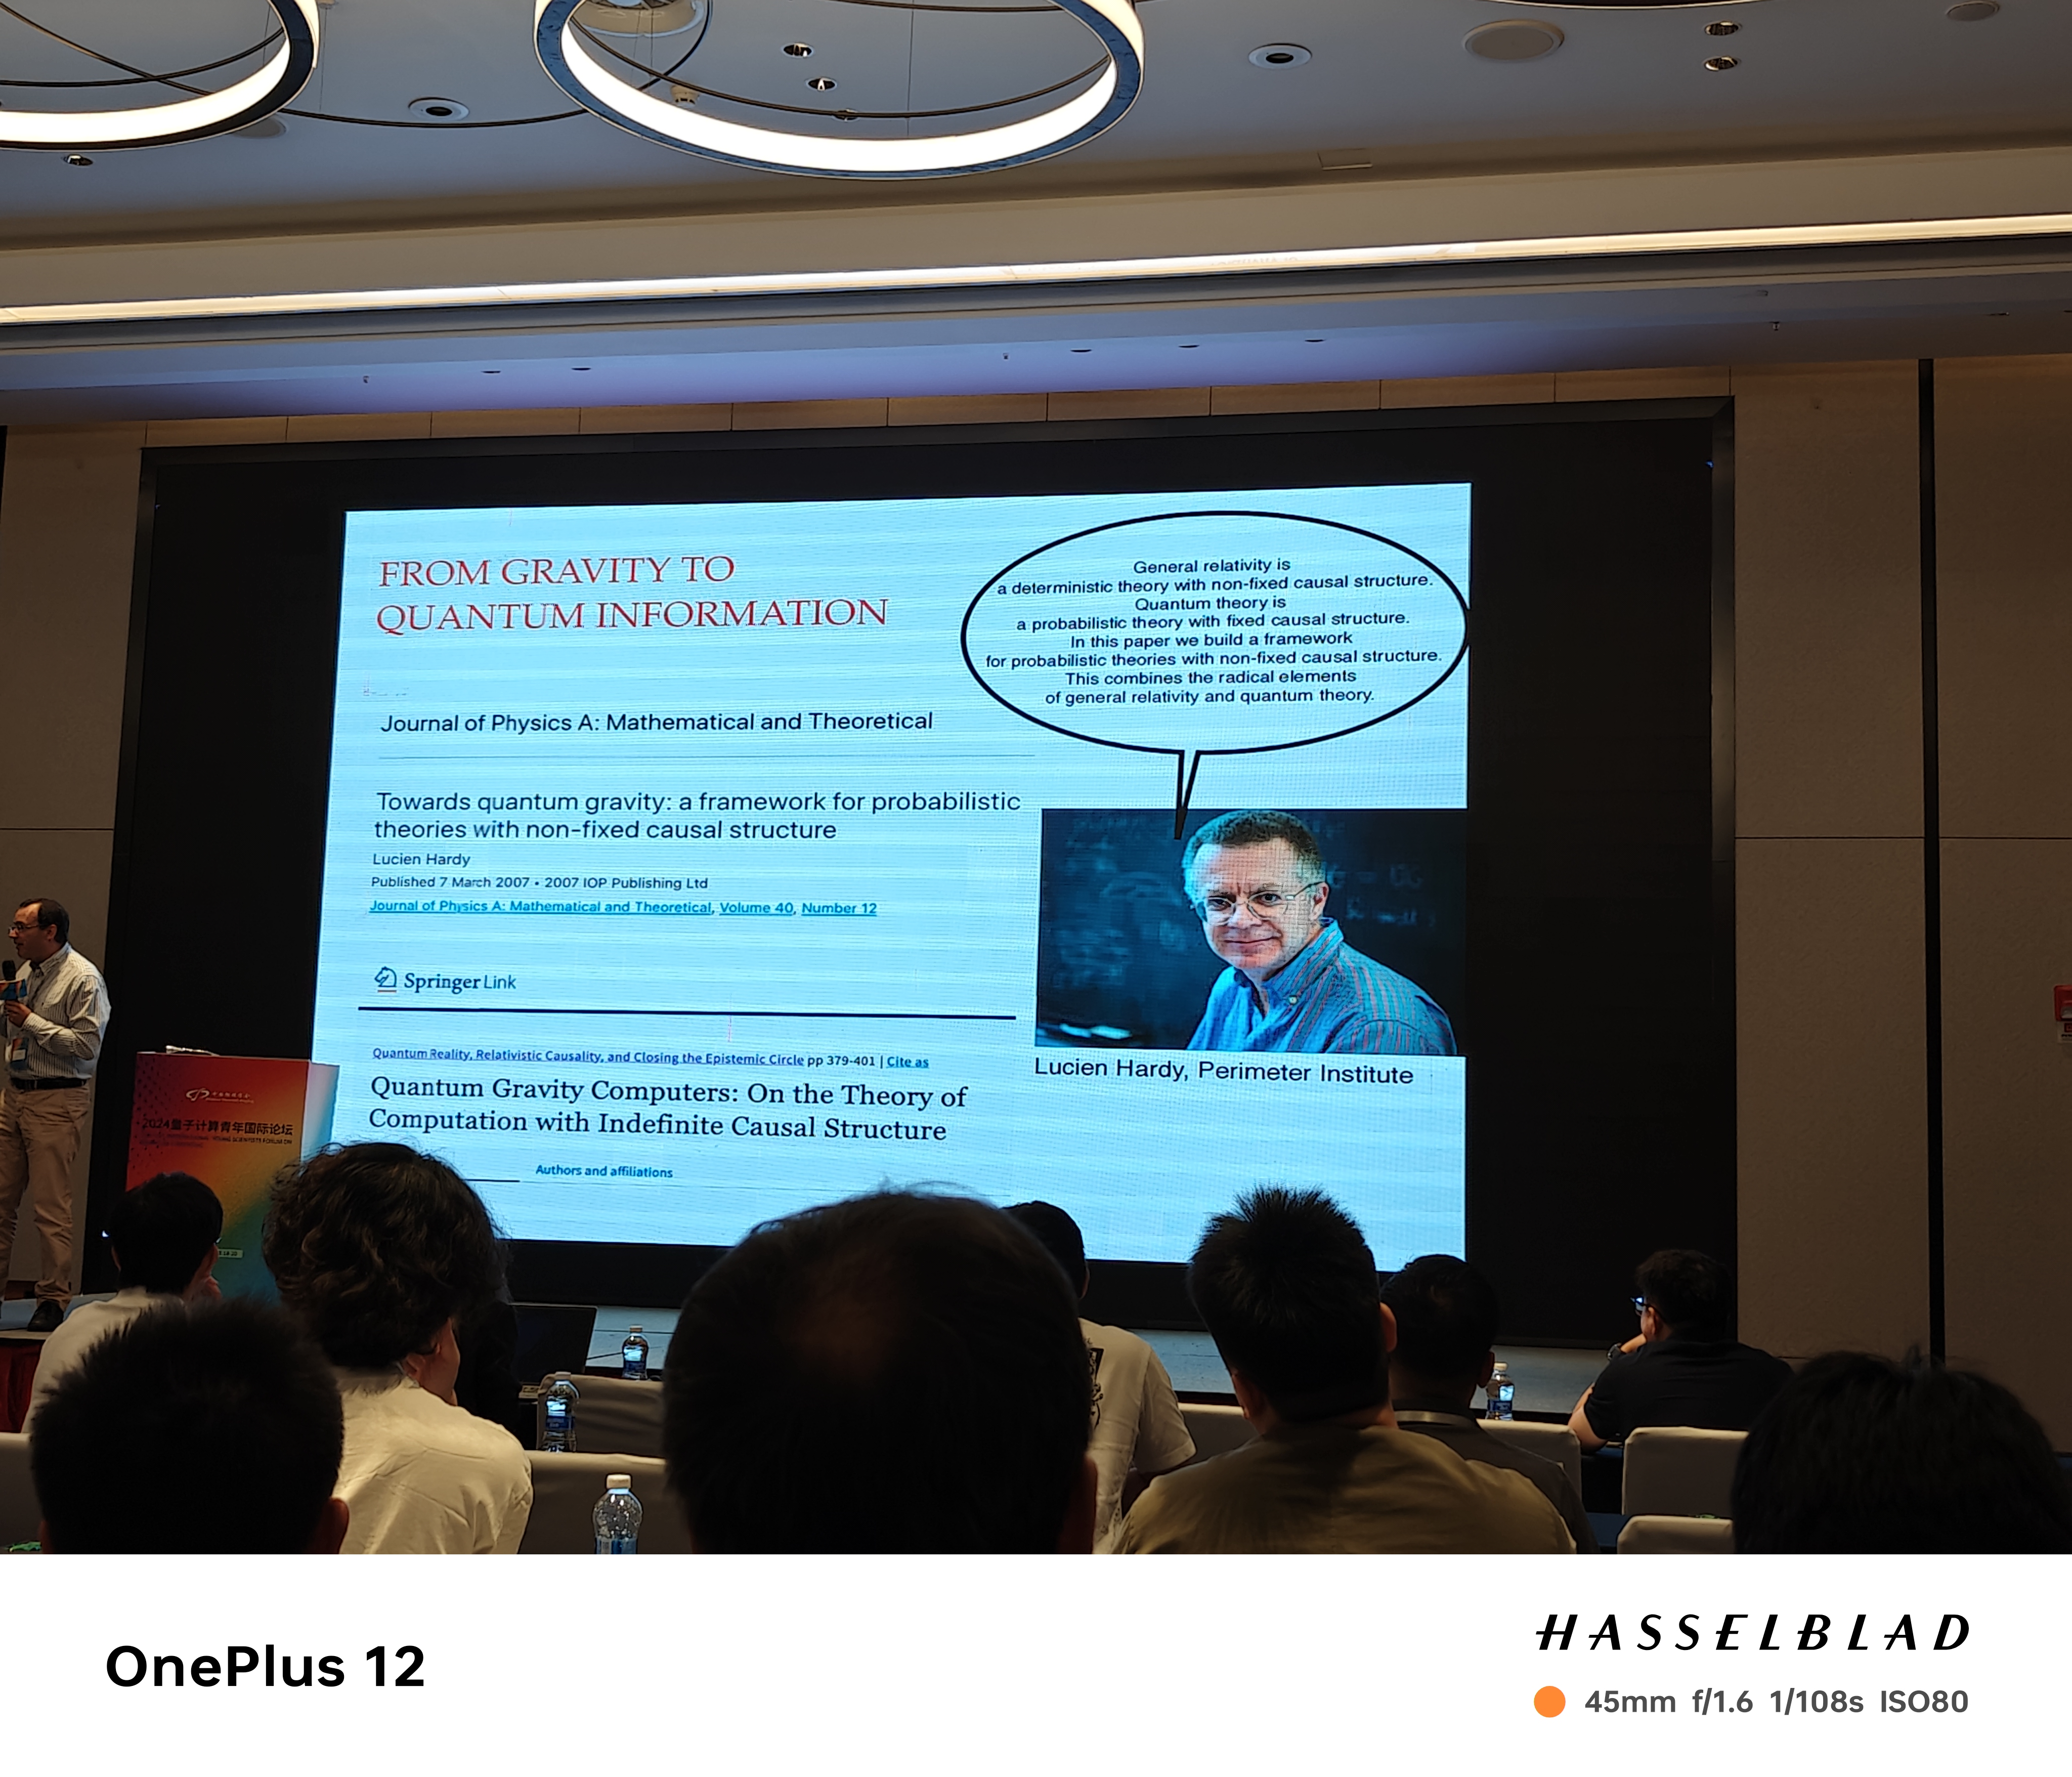 FROM GRAVITY TO
QUANTUM INFORMATION
General relativity is
a deterministic theory with non-fixed causal structure.
Quantum theory is
a probabilistic theory with fixed causal structure.
In this paper we build a framework
for probabilistic theories with non-fixed causal structure.
This combines the radical elements
of general relativity and quantum theory.
Journal of Physics A: Mathematical and Theoretical
Towards quantum gravity: a framework for probabilistic
theories with non-fixed causal structure
Lucien Hardy
Published 7 March 2007 • 2007 IOP Publishing Ltd
Journal of Physics A: Mathematical and Theoretical, Volume 40, Number 12
Springer Link
Quantum Reality, Relativistic Causality, and Closing the Epistemic Circle pp 379-401 | Cite as
Quantum Gravity Computers: On the Theory of
Computation with Indefinite Causal Structure
Authors and affiliations
Lucien Hardy, Perimeter Institute
2024量子计算青年国际论坛
YOUNG SCIENTISTS FORUM ON
OnePlus 12
HASSELBLAD
45mm f/1.6 1/108s ISO80